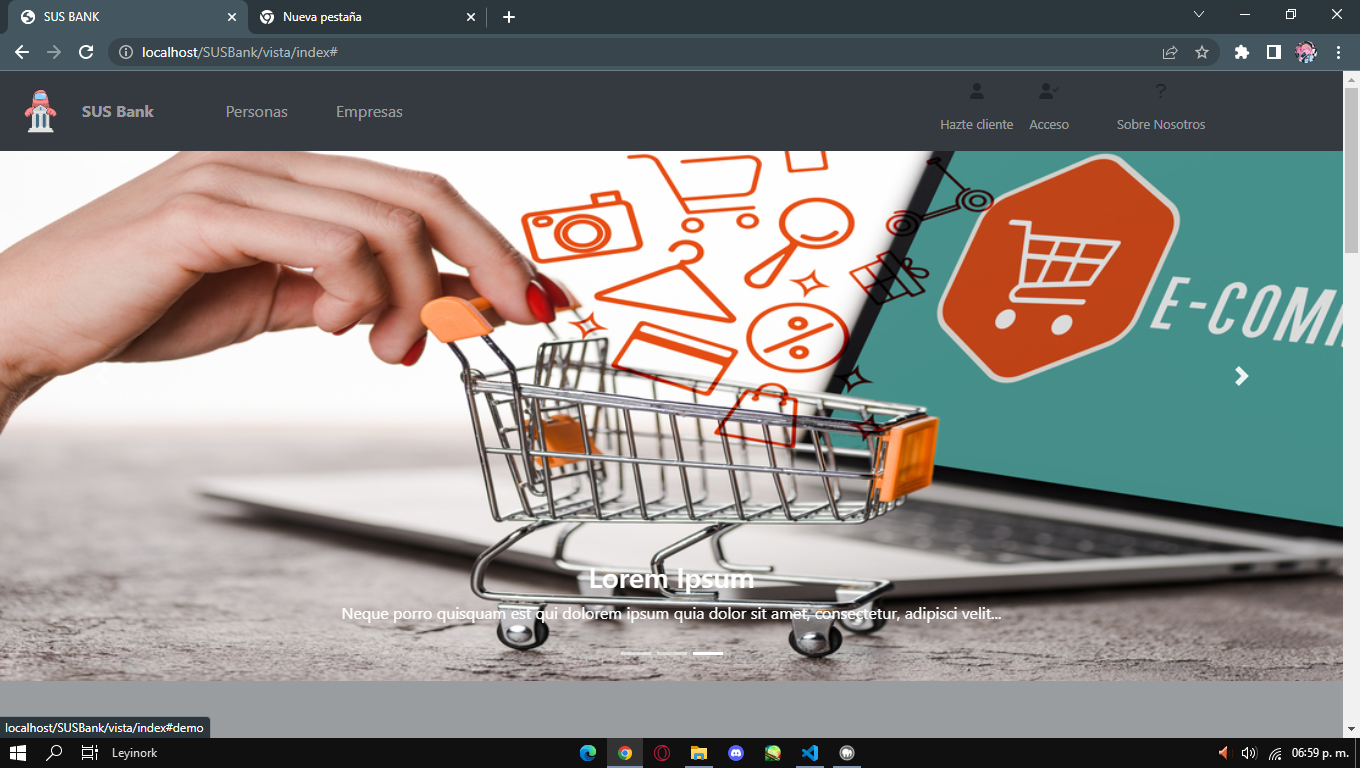 SUS BANK
Nueva pestaña
localhost/SUSBank/vista/index#
SUS Bank
Personas
Empresas
Hazte cliente
Acceso
?
Sobre Nosotros
%
E-COM
Lorem Ipsum
Neque porro quisquam est qui dolorem ipsum quia dolor sit amet, consectetur, adipisci velit...
localhost/SUSBank/vista/index#demo
Leyinork
06:59 p. m.